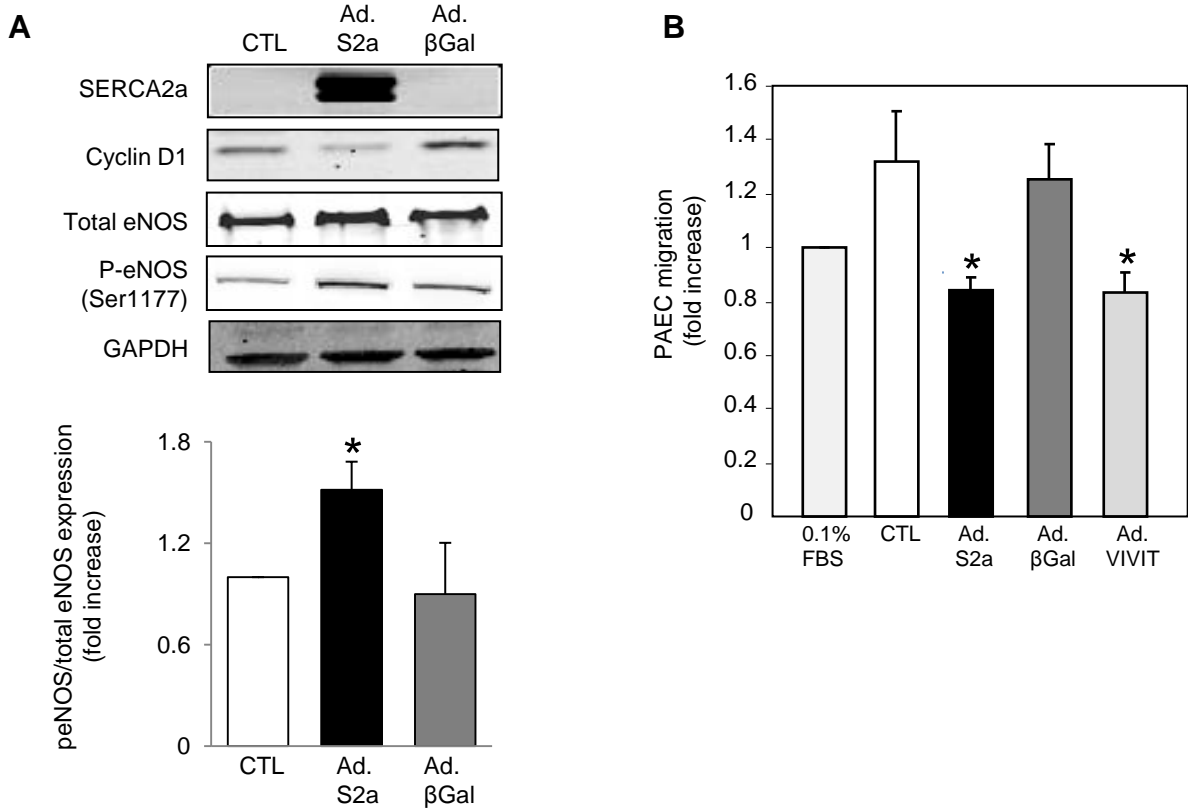 A
CTL
Ad.
S2a
Ad.
βGal
SERCA2a
Cyclin D1
Total eNOS
P-eNOS
(Ser1177)
GAPDH
peNOS/total eNOS expression
(fold increase)
1.8
1.2
0.6
0
*
CTL
Ad.
S2a
Ad.
βGal
B
PAEC migration
(fold increase)
1.6
1.4
1.2
1
0.8
0.6
0.4
0.2
0
*
*
0.1%
FBS
CTL
Ad.
S2a
Ad.
βGal
Ad.
VIVIT